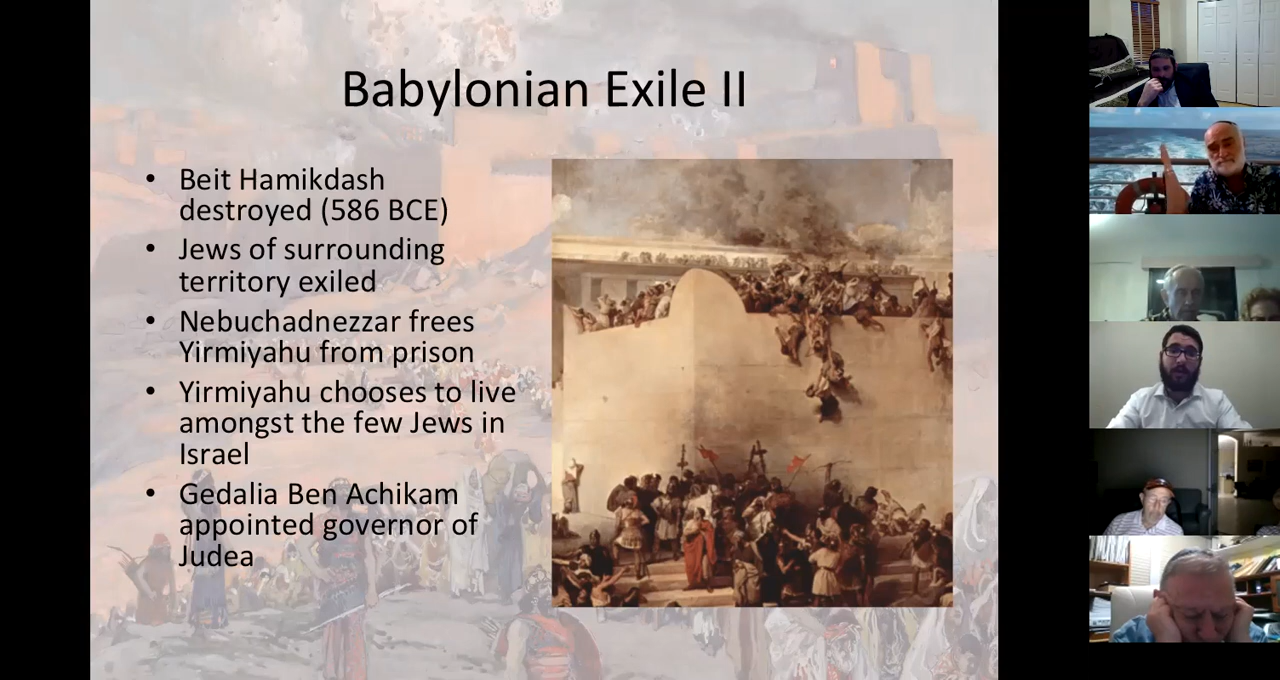 Babylonian Exile II
• Beit Hamikdash
destroyed (586 BCE)
• Jews of surrounding
territory exiled
• Nebuchadnezzar frees
Yirmiyahu from prison
• Yirmiyahu chooses to live
amongst the few Jews in
Israel
• Gedalia Ben Achikam
appointed governor of
Judea